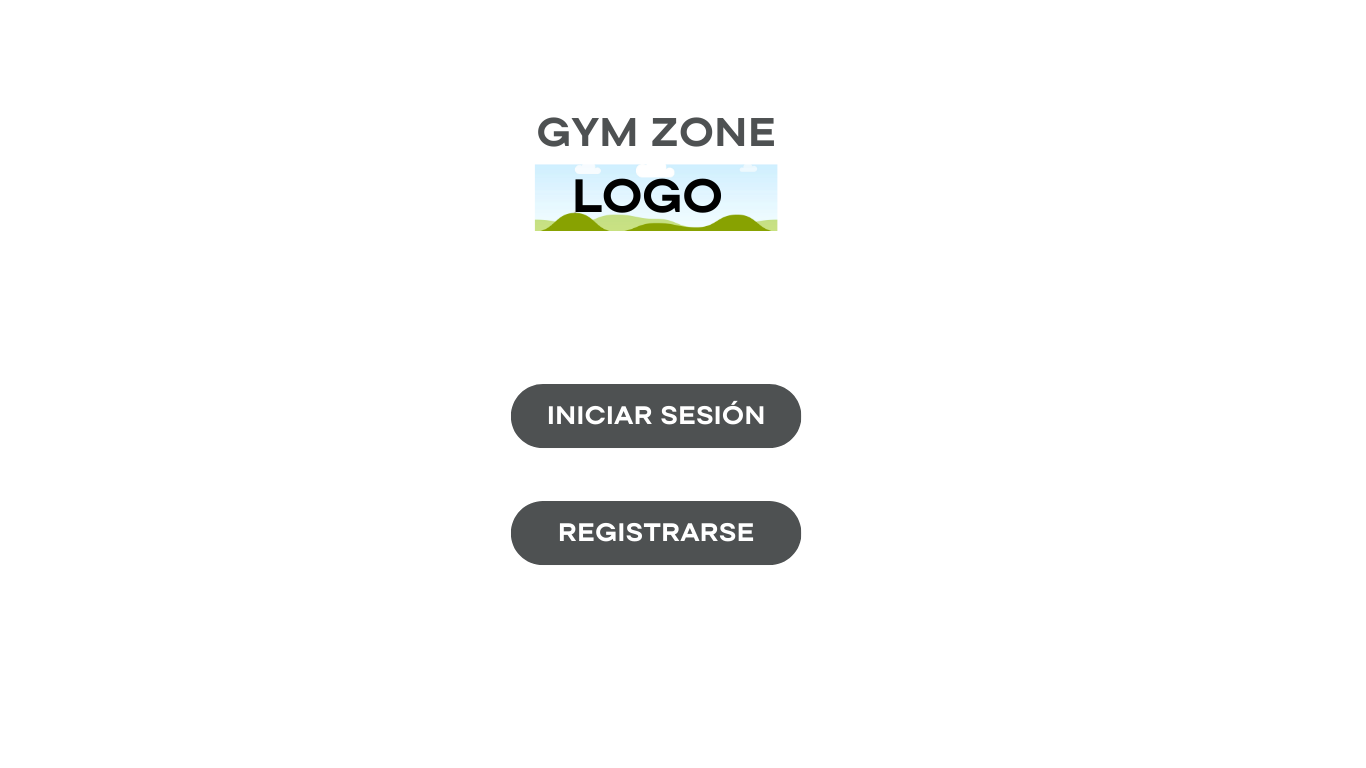 GYM ZONE
LOGO
INICIAR SESIÓN
REGISTRARSE